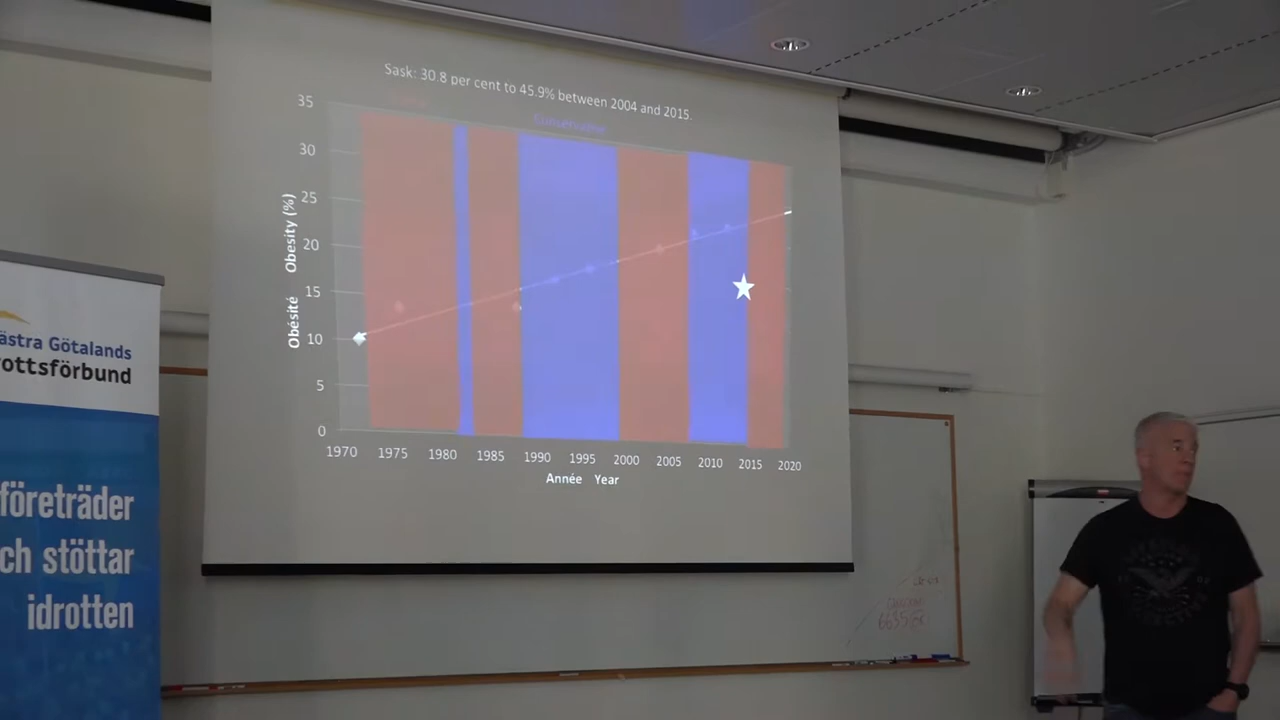 Sask: 30.8 per cent to 45.9% between 2004 and 2015.
Conservative
35
30
25
20
15
10
5
0
Obésité Obesity (%)
1970 1975 1980 1985 1990 1995 2000 2005 2010 2015 2020
Année Year
ästra Götalands
rottsförbund
företräder
ch stöttar
idrotten